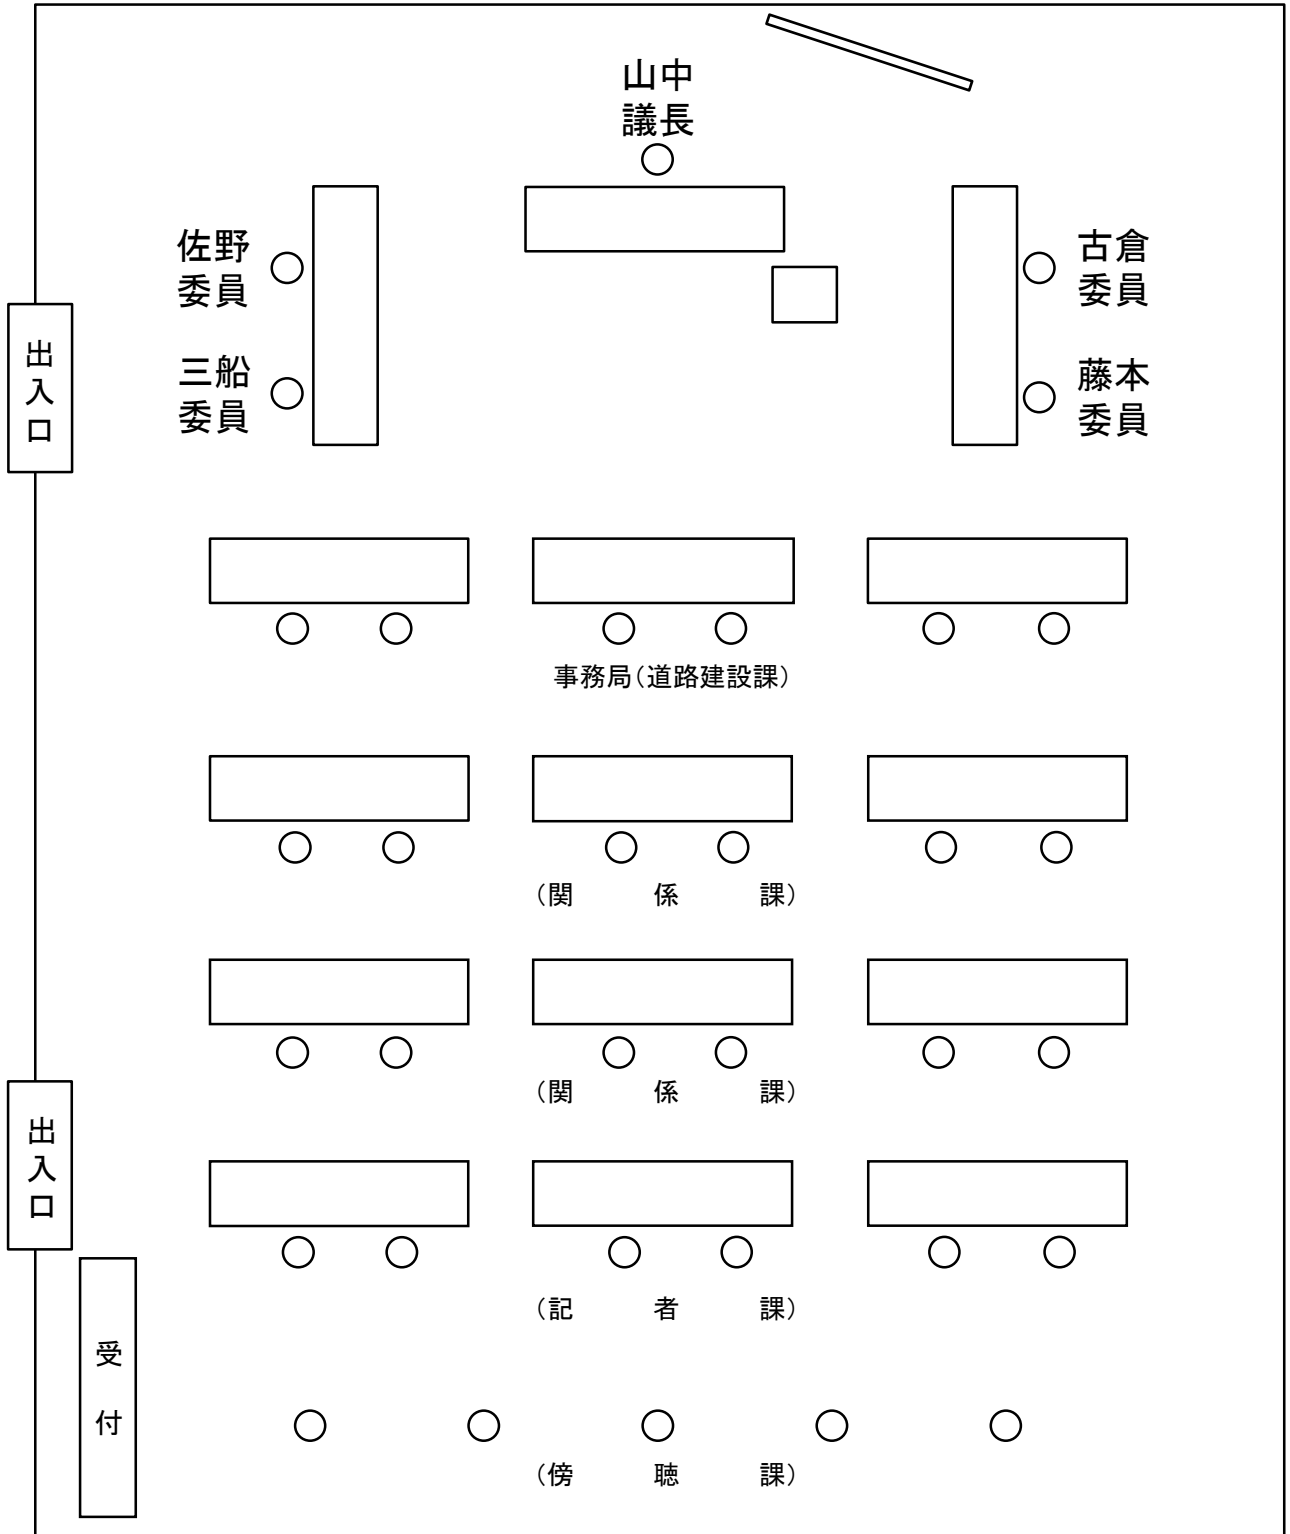 山中
議長
佐野
委員
古倉
委員
三船
委員
藤本
委員
出入口
事務局(道路建設課)
(関 係 課)
(関 係 課)
出入口
(記 者 課)
受付
(傍 聴 課)